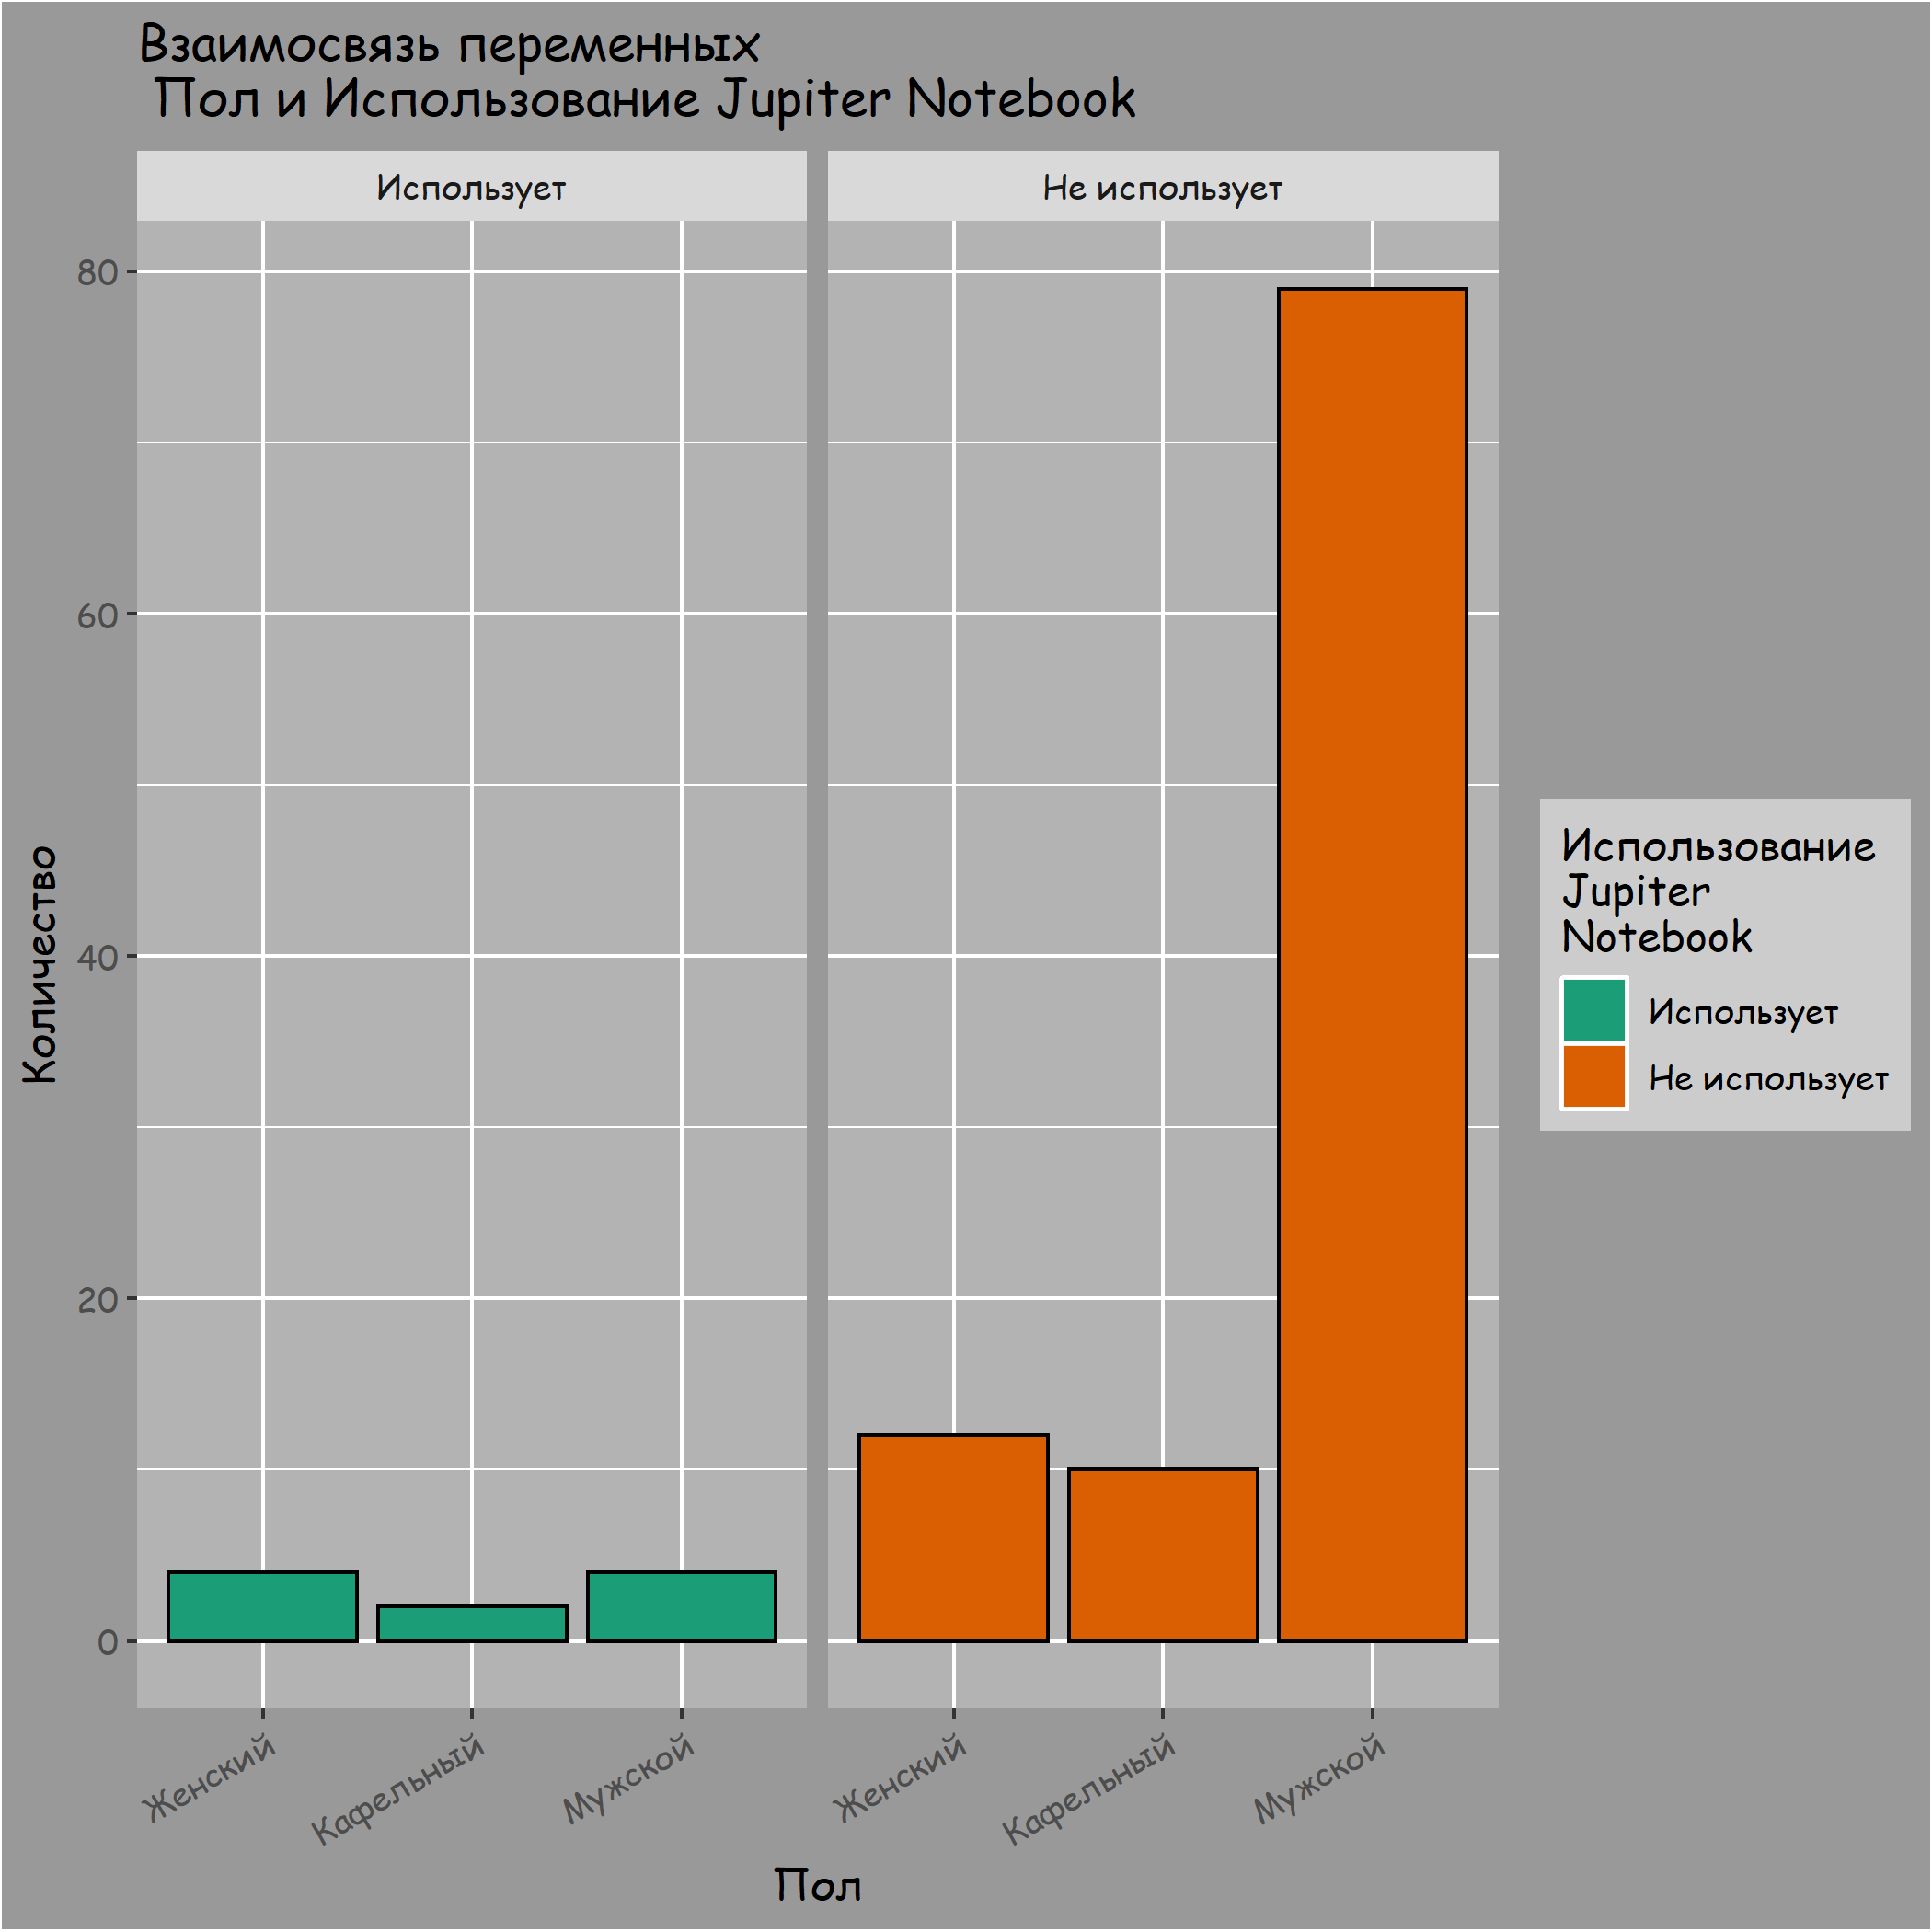 Взаимосвязь переменных
Пол и Использование Jupiter Notebook
Использует
Не использует
80
60
40
20
0
Количество
Женский
Кафельный
Мужской
Женский
Кафельный
Мужской
Пол
Использование
Jupiter
Notebook
Использует
Не использует